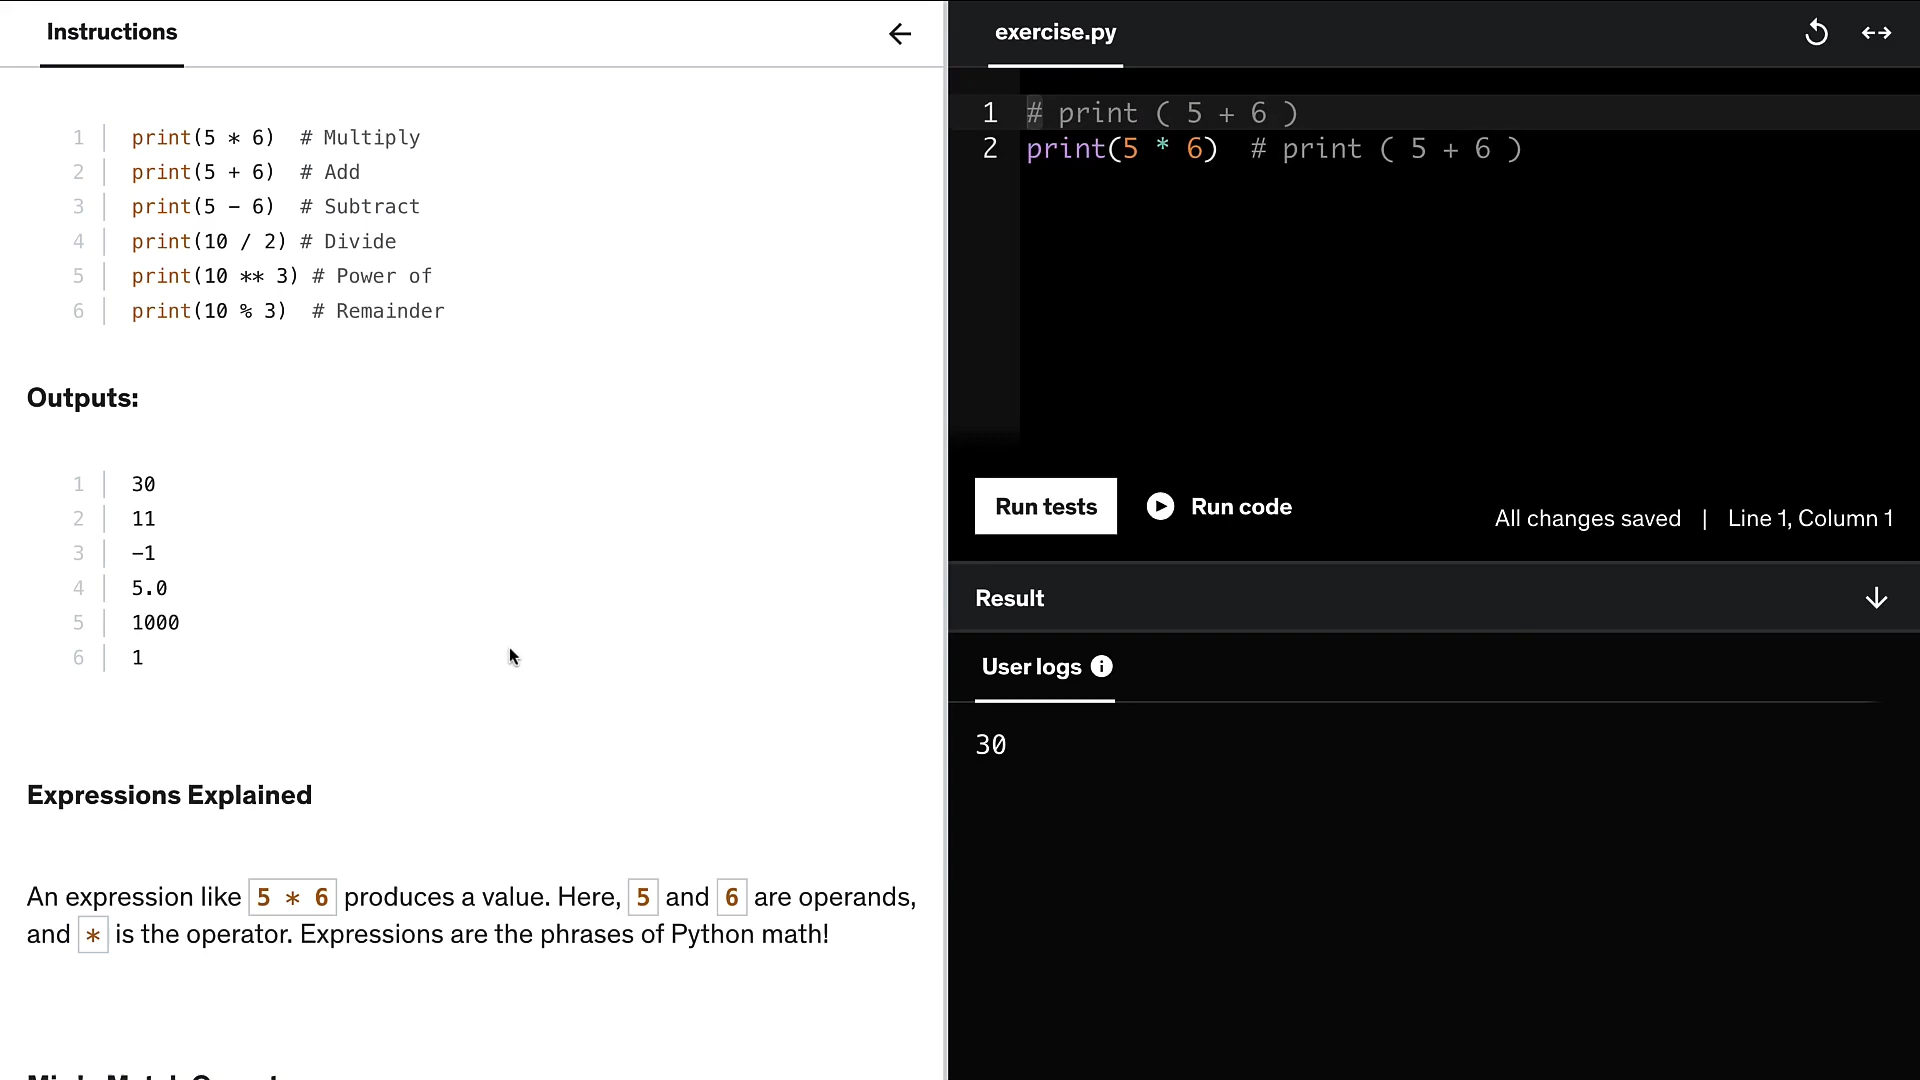 Instructions
1 print(5 * 6)  # Multiply
2 print(5 + 6)  # Add
3 print(5 - 6)  # Subtract
4 print(10 / 2) # Divide
5 print(10 ** 3) # Power of
6 print(10 % 3)  # Remainder
Outputs:
1 30
2 11
3 -1
4 5.0
5 1000
6 1
Expressions Explained
An expression like 5 * 6 produces a value. Here, 5 and 6 are operands,
and * is the operator. Expressions are the phrases of Python math!
exercise.py
1 # print ( 5 + 6 )
2 print(5 * 6)  # print ( 5 + 6 )
Run tests
Run code
All changes saved | Line 1, Column 1
Result
User logs
30